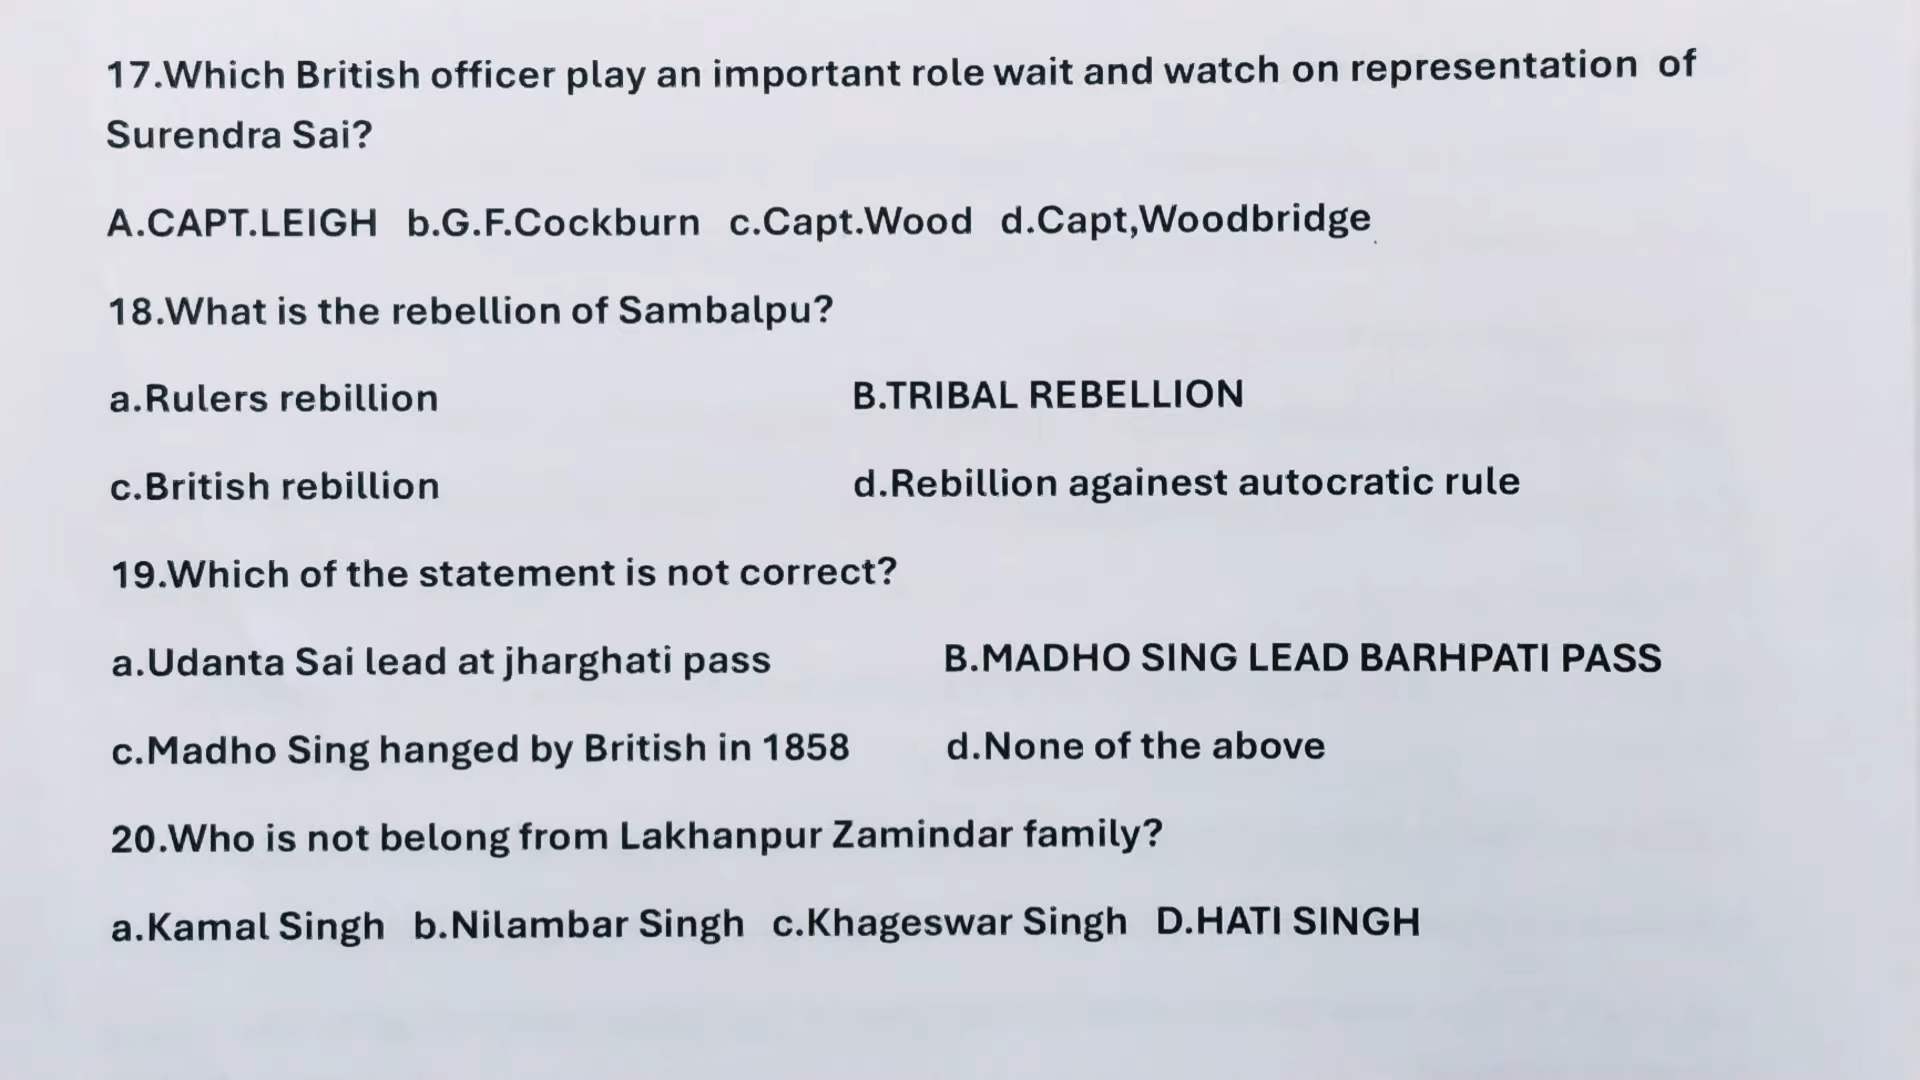 17.Which British officer play an important role wait and watch on representation of
Surendra Sai?
A.CAPT.LEIGH b.G.F.Cockburn c.Capt.Wood d.Capt,Woodbridge
18.What is the rebellion of Sambalpu?
a.Rulers rebillion B.TRIBAL REBELLION
c.British rebillion d.Rebillion againest autocratic rule
19.Which of the statement is not correct?
a.Udanta Sai lead at jharghati pass B.MADHO SING LEAD BARHPATI PASS
c.Madho Sing hanged by British in 1858 d.None of the above
20.Who is not belong from Lakhanpur Zamindar family?
a.Kamal Singh b.Nilambar Singh c.Khageswar Singh D.HATI SINGH